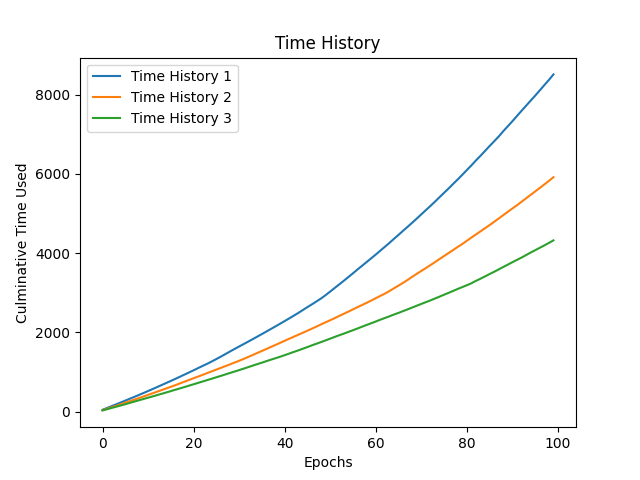 Time History
Time History 1
Time History 2
Time History 3
Culminative Time Used
8000
6000
4000
2000
0
0 20 40 60 80 100
Epochs